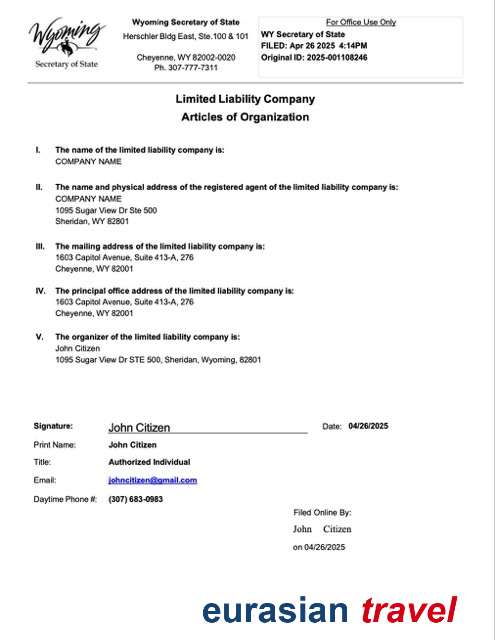 Wyoming
Secretary of State
Wyoming Secretary of State
Herschler Bldg East, Ste.100 & 101
Cheyenne, WY 82002-0020
Ph. 307-777-7311
For Office Use Only
WY Secretary of State
FILED: Apr 26 2025 4:14PM
Original ID: 2025-001108246
Limited Liability Company
Articles of Organization
I. The name of the limited liability company is:
COMPANY NAME
II. The name and physical address of the registered agent of the limited liability company is:
COMPANY NAME
1095 Sugar View Dr Ste 500
Sheridan, WY 82801
III. The mailing address of the limited liability company is:
1603 Capitol Avenue, Suite 413-A, 276
Cheyenne, WY 82001
IV. The principal office address of the limited liability company is:
1603 Capitol Avenue, Suite 413-A, 276
Cheyenne, WY 82001
V. The organizer of the limited liability company is:
John Citizen
1095 Sugar View Dr STE 500, Sheridan, Wyoming, 82801
Signature: John Citizen Date: 04/26/2025
Print Name: John Citizen
Title: Authorized Individual
Email: johncitizen@gmail.com
Daytime Phone #: (307) 683-0983
Filed Online By:
John Citizen
on 04/26/2025
eurasian travel